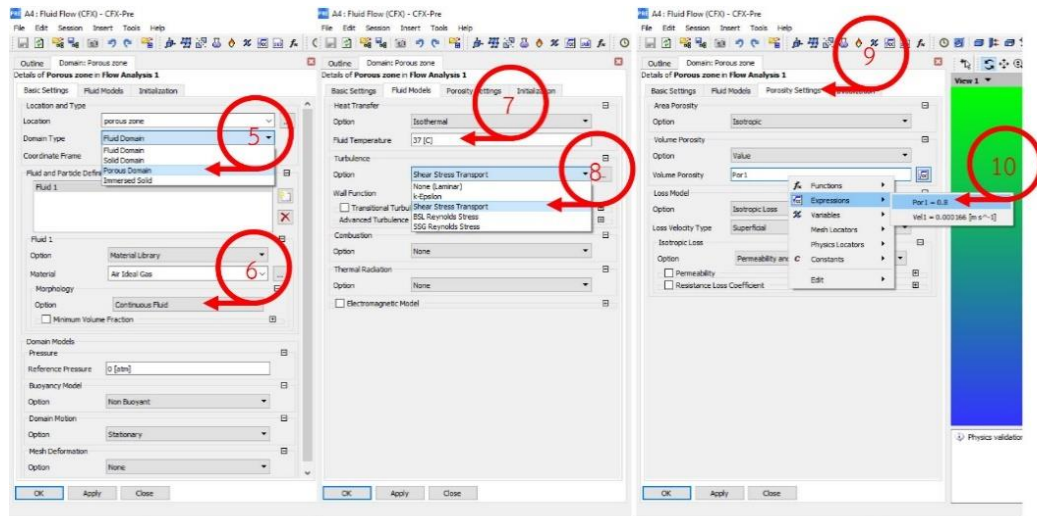 A4 : Fluid Flow (CFX) - CFX-Pre
File Edit Session Insert Tools Help
Outline Domain: Porous zone
Details of Porous zone in Flow Analysis 1
Basic Settings Fluid Models Initialization
Location and Type
Location porous zone
Domain Type Fluid Domain
Fluid Domain
Solid Domain
Coordinate Frame Porous Domain
Immersed Solid
Fluid and Particle Defin
Fluid 1
Fluid 1
Option Material Library
Material Air Ideal Gas
Morphology
Option Continuous Fluid
Minimum Volume Fraction
Domain Models
Pressure
Reference Pressure 0 [atm]
Buoyancy Model
Option Non Buoyant
Domain Motion
Option Stationary
Mesh Deformation
Option None
OK Apply Close
5
6
A4 : Fluid Flow (CFX) - CFX-Pre
File Edit Session Insert Tools Help
Outline Domain: Porous zone
Details of Porous zone in Flow Analysis 1
Basic Settings Fluid Models Porosity Settings
Heat Transfer
Option Isothermal
Fluid Temperature 37 [C]
Turbulence
Option Shear Stress Transport
None (Laminar)
k-Epsilon
Shear Stress Transport
BSL Reynolds Stress
SSG Reynolds Stress
Wall Function
Transitional Turbul
Advanced Turbulence
Combustion
Option None
Thermal Radiation
Option None
Electromagnetic Model
OK Apply Close
7
8
A4 : Fluid Flow (CFX) - CFX-Pre
File Edit Session Insert Tools Help
Outline Domain: Porous zone
Details of Porous zone in Flow Analysis 1
Basic Settings Fluid Models Porosity Settings Initialization
Area Porosity
Option Isotropic
Volume Porosity
Option Value
Volume Porosity Por1
Loss Model
Option Isotropic Loss
Loss Velocity Type Superficial
Isotropic Loss
Option Permeability an
Permeability
Resistance Loss Coefficient
Functions
Expressions
Variables
Mesh Locators
Physics Locators
Constants
Edit
Por1 = 0.8
Vel1 = 0.000166 [m s^-1]
OK Apply Close
View 1
Physics validation
9
10